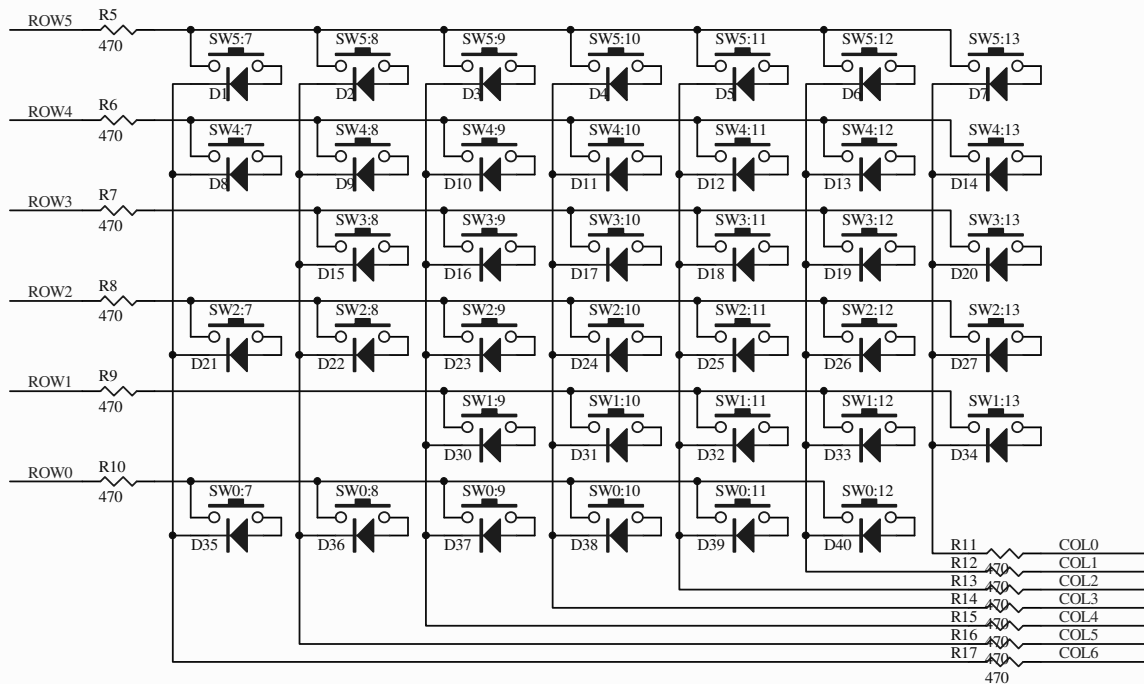 ROW5 R5 SW5:7 SW5:8 SW5:9 SW5:10 SW5:11 SW5:12 SW5:13
470
D1 D2 D3 D4 D5 D6 D7
ROW4 R6 SW4:7 SW4:8 SW4:9 SW4:10 SW4:11 SW4:12 SW4:13
470
D8 D9 D10 D11 D12 D13 D14
ROW3 R7 SW3:8 SW3:9 SW3:10 SW3:11 SW3:12 SW3:13
470
D15 D16 D17 D18 D19 D20
ROW2 R8 SW2:7 SW2:8 SW2:9 SW2:10 SW2:11 SW2:12 SW2:13
470
D21 D22 D23 D24 D25 D26 D27
ROW1 R9 SW1:9 SW1:10 SW1:11 SW1:12 SW1:13
470
D30 D31 D32 D33 D34
ROW0 R10 SW0:7 SW0:8 SW0:9 SW0:10 SW0:11 SW0:12
470
D35 D36 D37 D38 D39 D40
R11 COL0
470
R12 COL1
470
R13 COL2
470
R14 COL3
470
R15 COL4
470
R16 COL5
470
R17 COL6
470